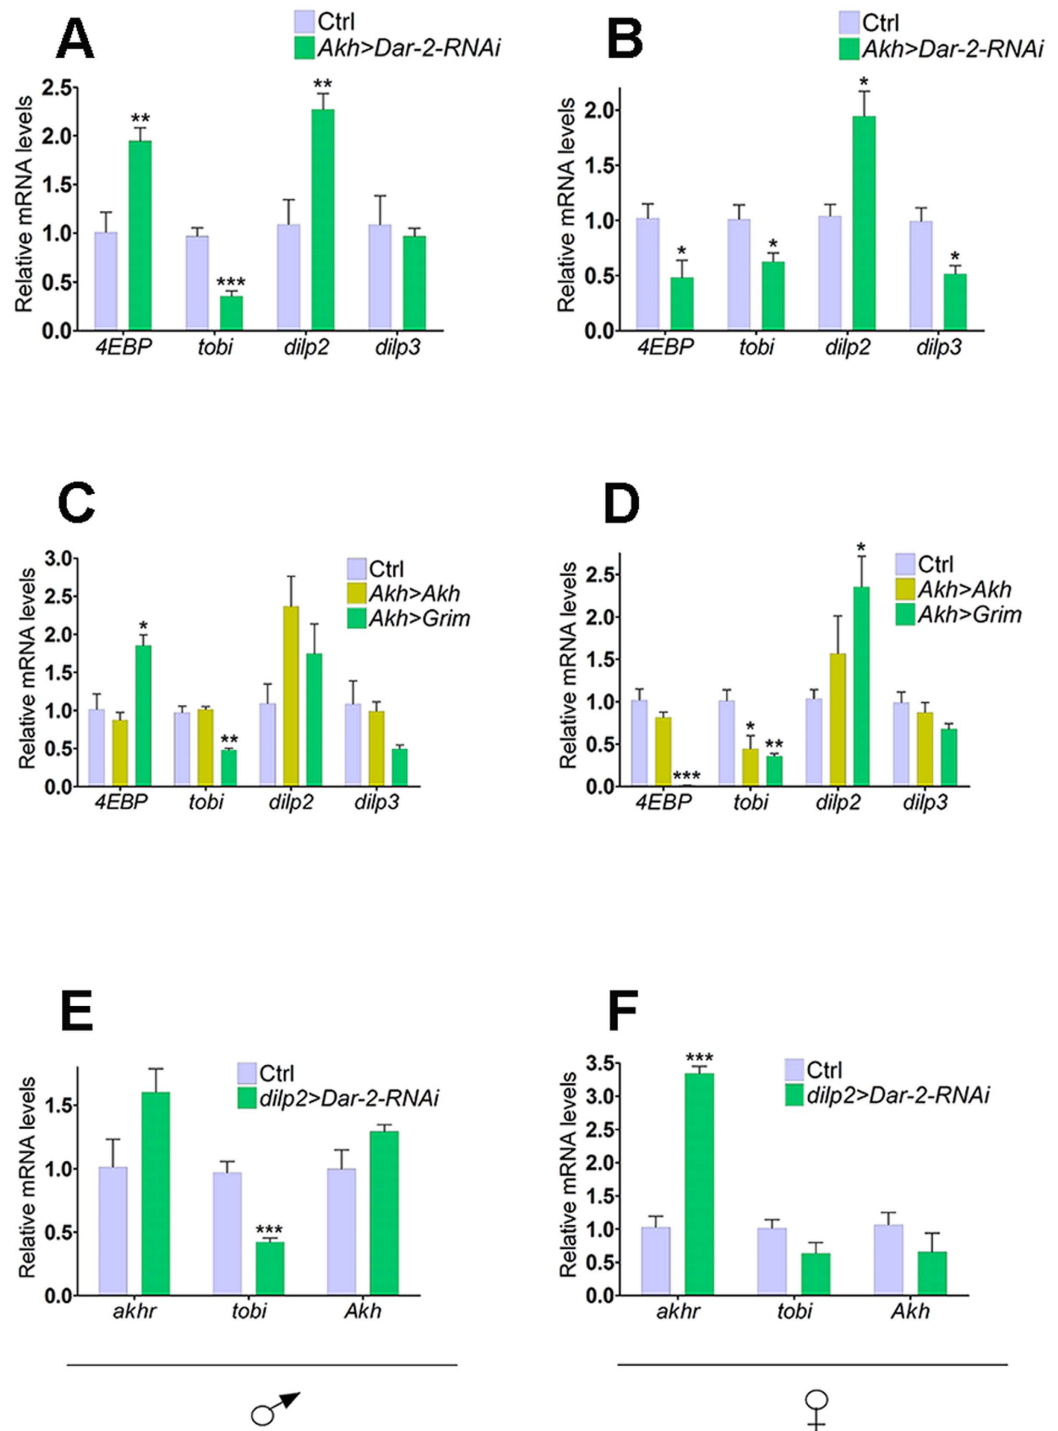 A
Ctrl
Akh>Dar-2-RNAi
Relative mRNA levels
2.5
2.0
1.5
1.0
0.5
0.0
**
***
**
4EBP tobi dilp2 dilp3
B
Ctrl
Akh>Dar-2-RNAi
Relative mRNA levels
2.0
1.5
1.0
0.5
0.0
*
*
*
*
4EBP tobi dilp2 dilp3
C
Ctrl
Akh>Akh
Akh>Grim
Relative mRNA levels
3.0
2.5
2.0
1.5
1.0
0.5
0.0
*
**
4EBP tobi dilp2 dilp3
D
Ctrl
Akh>Akh
Akh>Grim
Relative mRNA levels
2.5
2.0
1.5
1.0
0.5
0.0
***
*
**
*
4EBP tobi dilp2 dilp3
E
Ctrl
dilp2>Dar-2-RNAi
Relative mRNA levels
1.5
1.0
0.5
0.0
***
akhr tobi Akh
F
Ctrl
dilp2>Dar-2-RNAi
Relative mRNA levels
3.5
3.0
2.5
2.0
1.5
1.0
0.5
0.0
***
akhr tobi Akh